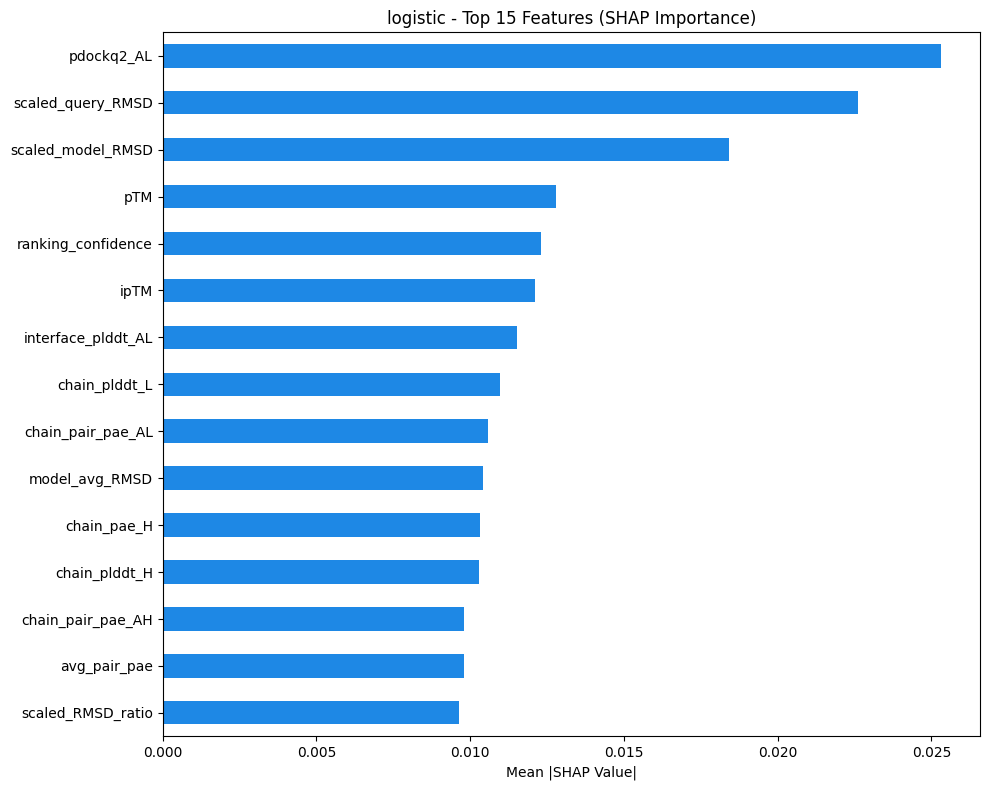 logistic - Top 15 Features (SHAP Importance)
pdockq2_AL
scaled_query_RMSD
scaled_model_RMSD
pTM
ranking_confidence
ipTM
interface_plddt_AL
chain_plddt_L
chain_pair_pae_AL
model_avg_RMSD
chain_pae_H
chain_plddt_H
chain_pair_pae_AH
avg_pair_pae
scaled_RMSD_ratio
0.000 0.005 0.010 0.015 0.020 0.025
Mean |SHAP Value|